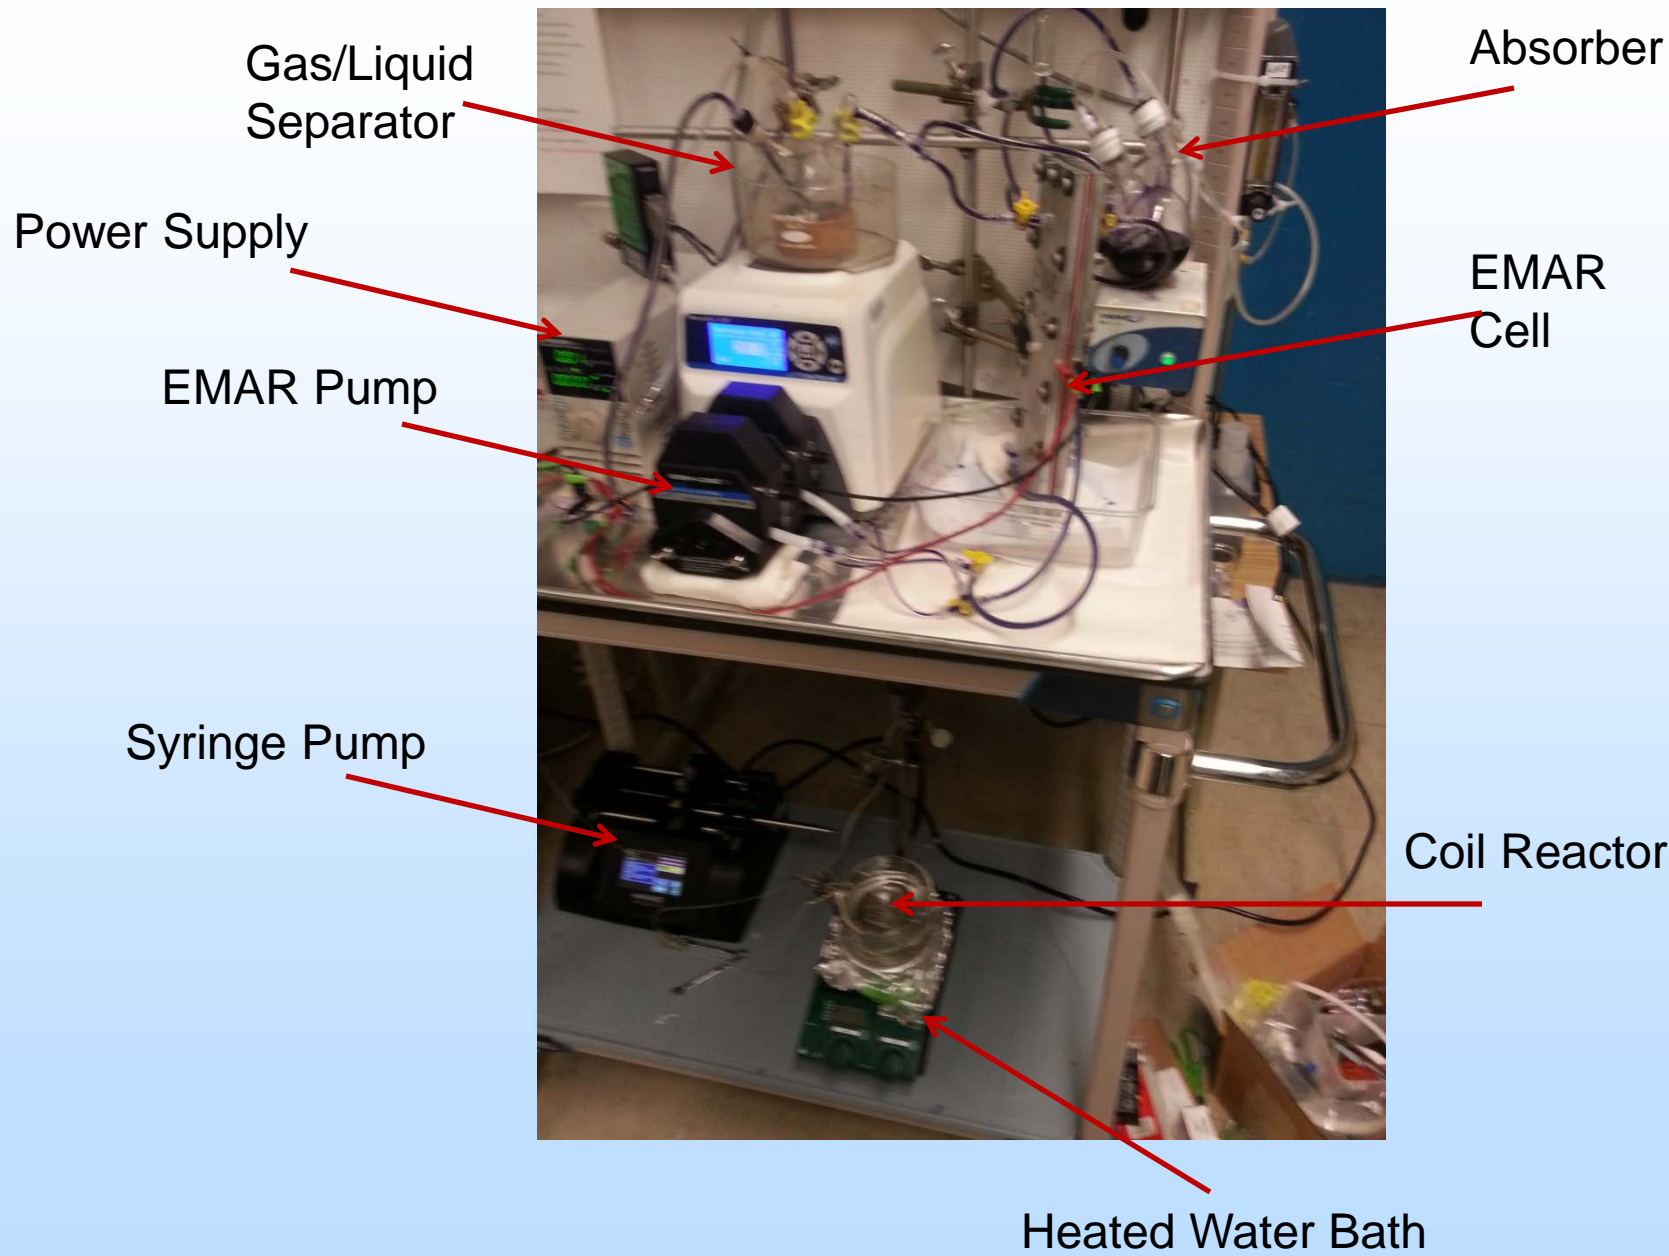 Gas/Liquid
Separator
Absorber
Power Supply
EMAR
Cell
EMAR Pump
Syringe Pump
Coil Reactor
Heated Water Bath